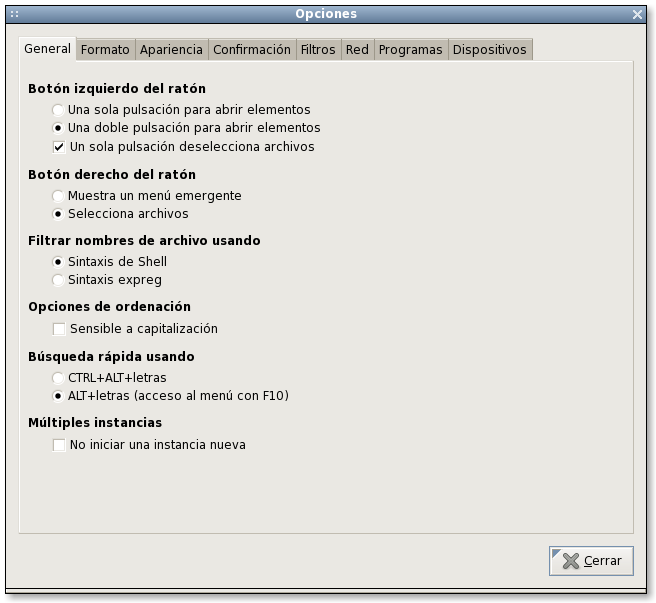 Opciones
General Formato Apariencia Confirmación Filtros Red Programas Dispositivos
Botón izquierdo del ratón
Una sola pulsación para abrir elementos
Una doble pulsación para abrir elementos
Un sola pulsación deselecciona archivos
Botón derecho del ratón
Muestra un menú emergente
Selecciona archivos
Filtrar nombres de archivo usando
Sintaxis de Shell
Sintaxis expreg
Opciones de ordenación
Sensible a capitalización
Búsqueda rápida usando
CTRL+ALT+letras
ALT+letras (acceso al menú con F10)
Múltiples instancias
No iniciar una instancia nueva
Cerrar